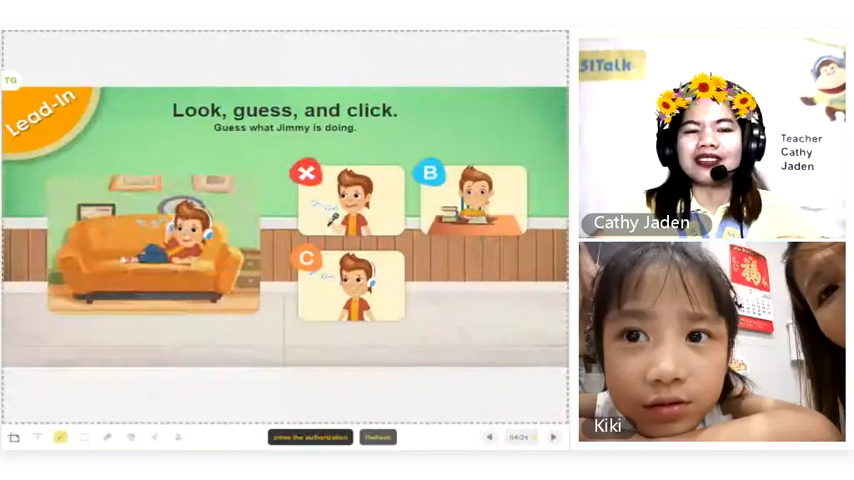 TG
Lead-In
Look, guess, and click.
Guess what Jimmy is doing.
B
C
close the authorization
Refresh
51Talk
Teacher
Cathy
Jaden
Cathy Jaden
福
Kiki